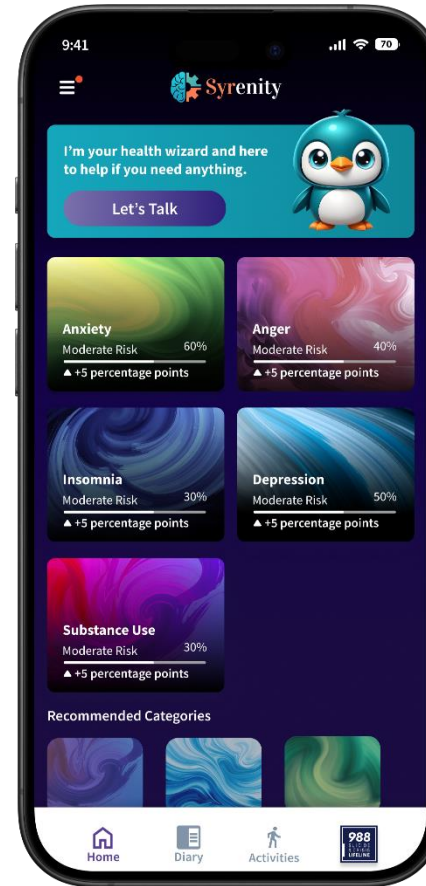 9:41
70
Syrenity
I'm your health wizard and here
to help if you need anything.
Let's Talk
Anxiety
Moderate Risk 60%
▲ +5 percentage points
Anger
Moderate Risk 40%
▲ +5 percentage points
Insomnia
Moderate Risk 30%
▲ +5 percentage points
Depression
Moderate Risk 50%
▲ +5 percentage points
Substance Use
Moderate Risk 30%
▲ +5 percentage points
Recommended Categories
Home
Diary
Activities
988
LIFELINE